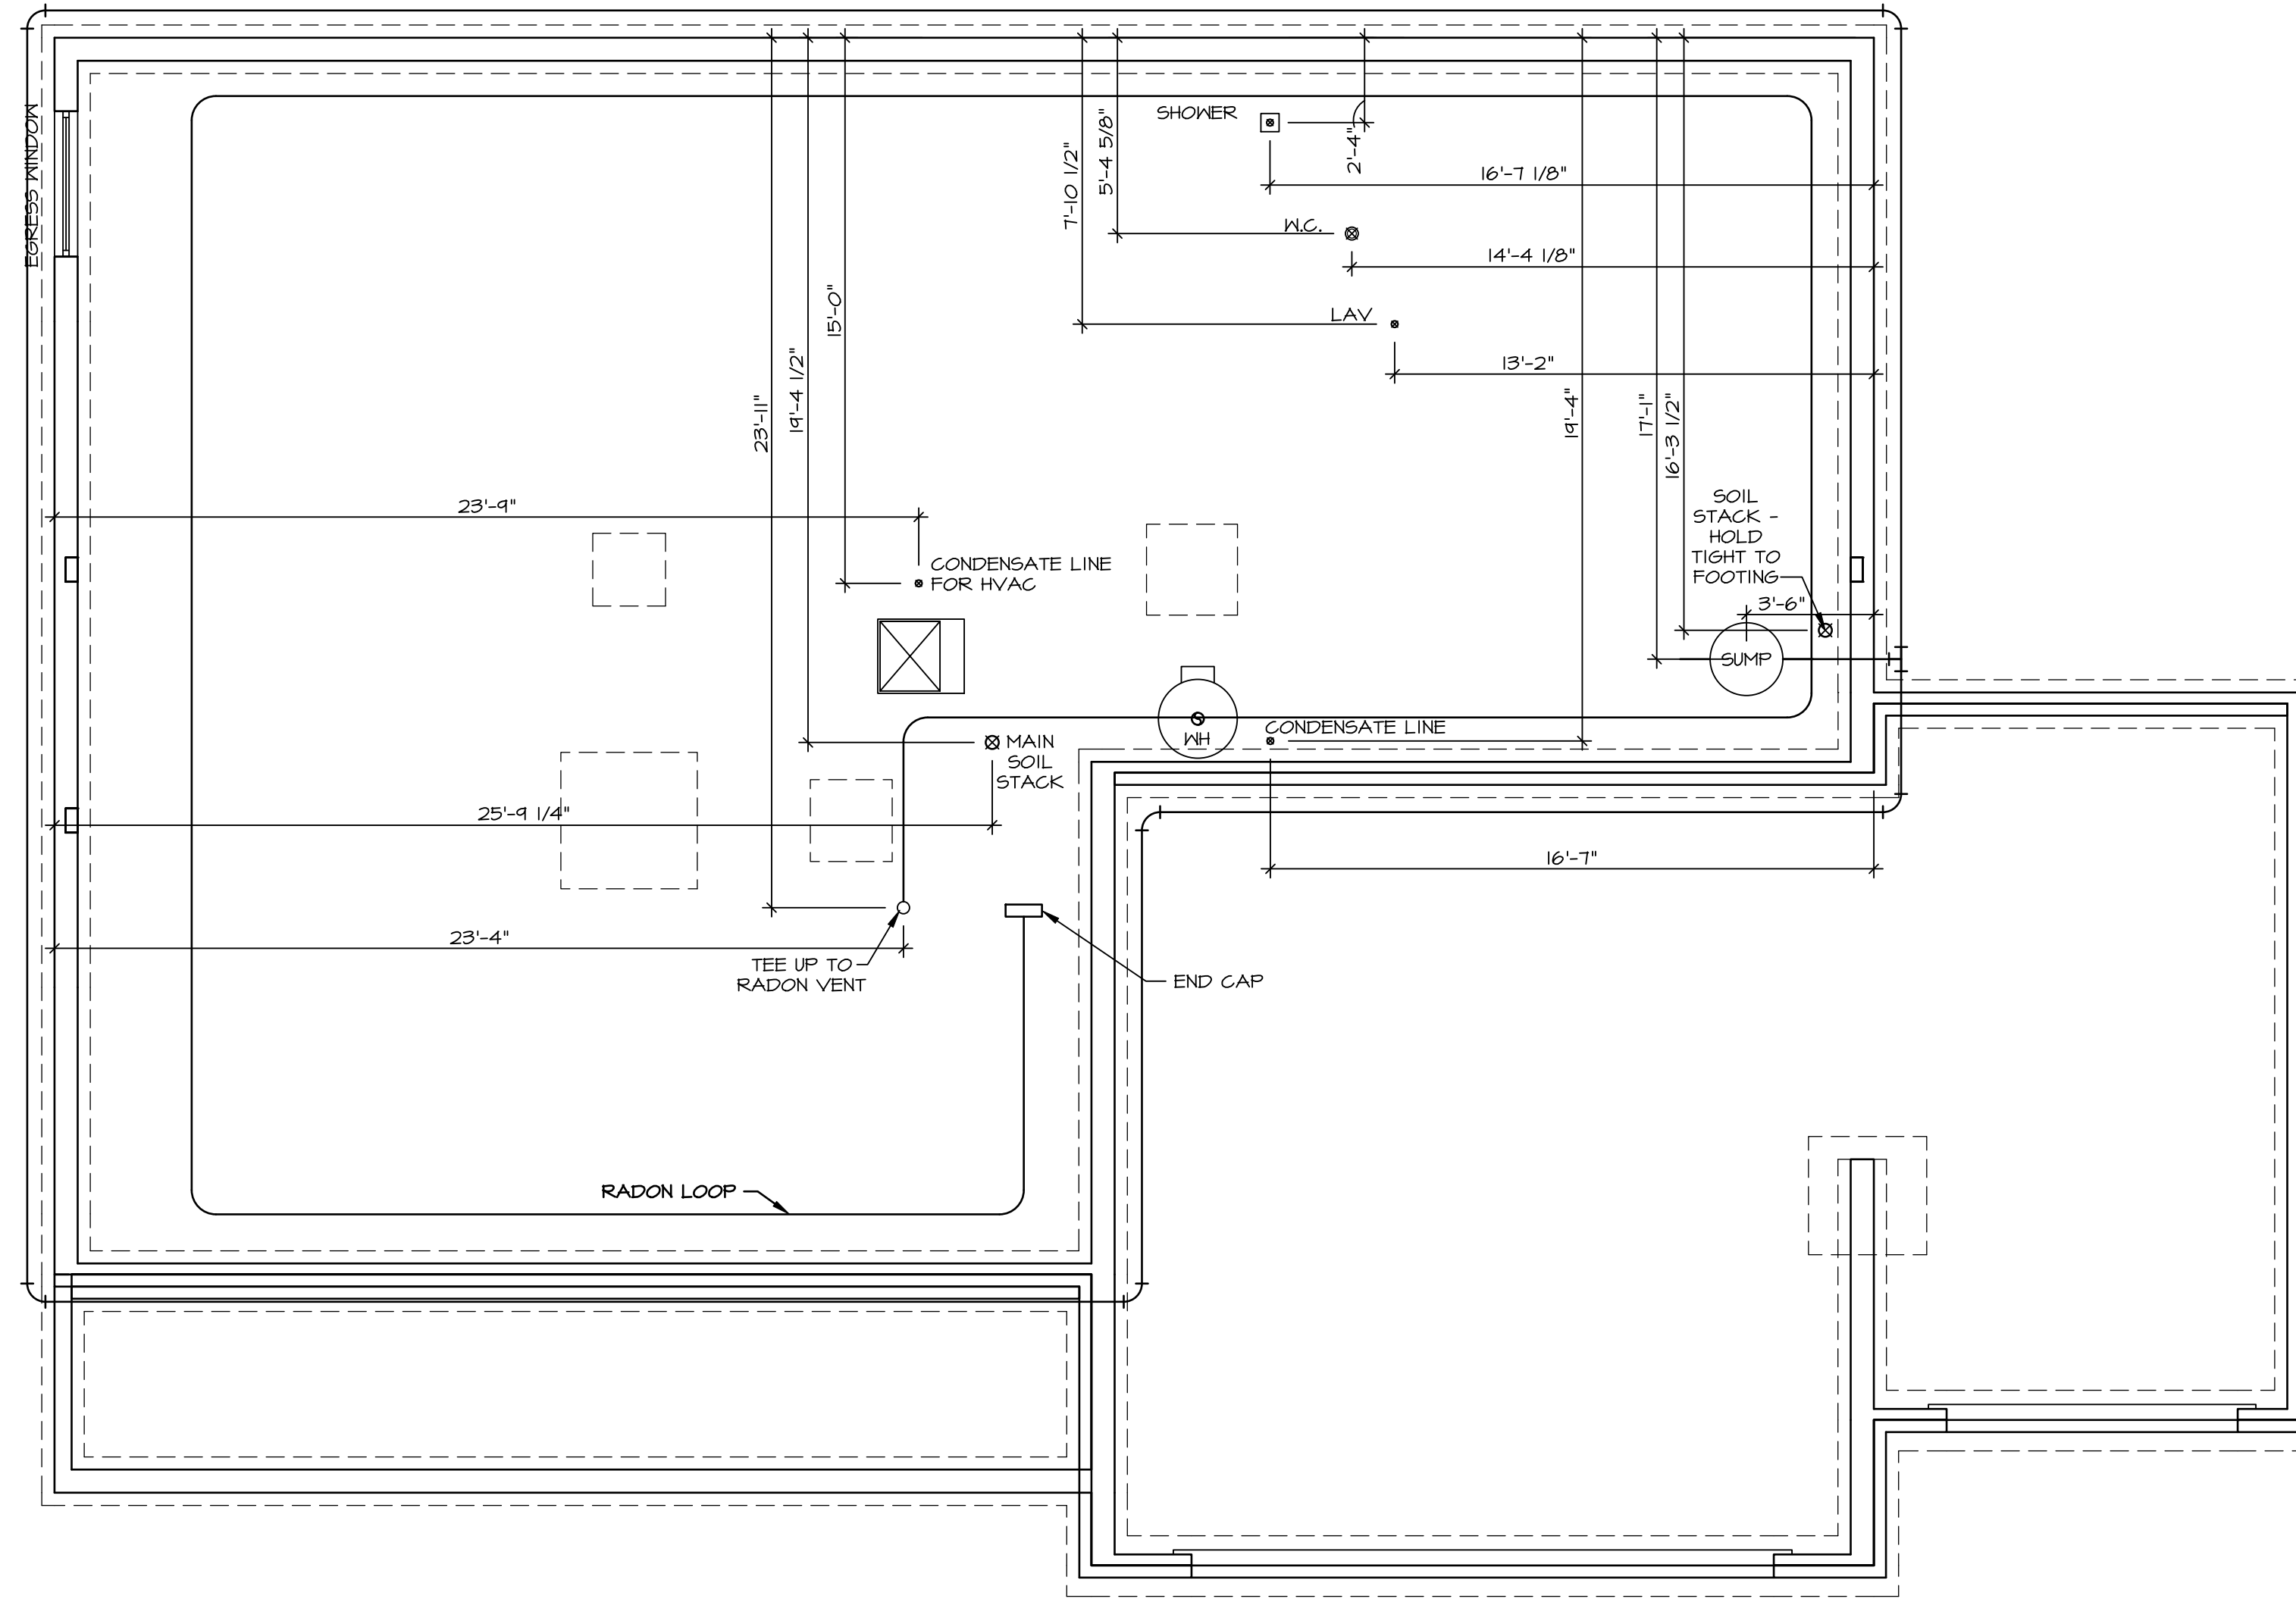 EGRESS WINDOW
SHOWER
2'-4"
5'-4 5/8"
7'-10 1/2"
16'-7 1/8"
W.C.
14'-4 1/8"
LAV
13'-2"
15'-0"
19'-4 1/2"
23'-11"
19'-4"
17'-1"
16'-3 1/2"
23'-9"
SOIL
STACK -
HOLD
TIGHT TO
FOOTING
CONDENSATE LINE
FOR HVAC
3'-6"
SUMP
WH
CONDENSATE LINE
MAIN
SOIL
STACK
25'-9 1/4"
16'-7"
23'-4"
TEE UP TO
RADON VENT
END CAP
RADON LOOP